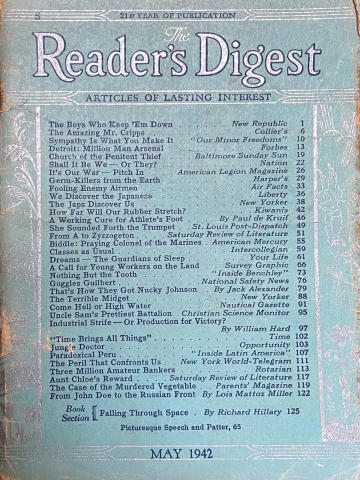 S
21st YEAR OF PUBLICATION
The
Reader's Digest
ARTICLES OF LASTING INTEREST
The Boys Who Keep 'Em Down . . . New Republic 1
The Amazing Mr. Cripps . . . Collier's 6
Sympathy Is What You Make It . "Our Minor Freedoms" 10
Detroit: Million Man Arsenal . . . Forbes 13
Church of the Penitent Thief . . Baltimore Sunday Sun 19
Shall It Be We — Or They? . . . Nation 22
It's Our War — Pitch In . . American Legion Magazine 26
Germ-Killers from the Earth . . . Harper's 29
Fooling Enemy Airmen . . . Air Facts 33
We Discover the Japanese . . . Liberty 36
The Japs Discover Us . . . New Yorker 38
How Far Will Our Rubber Stretch? . . . Kiwanis 42
A Working Cure for Athlete's Foot . By Paul de Kruif 46
She Sounded Forth the Trumpet . St. Louis Post-Dispatch 49
From A to Zyzzogeton . . Saturday Review of Literature 51
Biddle: Praying Colonel of the Marines . American Mercury 55
Classes as Usual . . . Intercollegian 59
Dreams — The Guardians of Sleep . . . Your Life 61
A Call for Young Workers on the Land . Survey Graphic 66
Nothing But the Tooth . . . "Inside Benchley" 73
Goggles Guilbert . . . National Safety News 76
That's How They Got Nucky Johnson . By Jack Alexander 79
The Terrible Midget . . . New Yorker 88
Come Hell or High Water . . . Nautical Gazette 91
Uncle Sam's Prettiest Battalion . Christian Science Monitor 95
Industrial Strife — Or Production for Victory?
By William Hard 97
"Time Brings All Things" . . . Time 102
Jungle Doctor . . . Opportunity 103
Paradoxical Peru . . . "Inside Latin America" 107
The Peril That Confronts Us . New York World-Telegram 111
Three Million Amateur Bankers . . . Rotarian 113
Aunt Chloe's Reward . . . Saturday Review of Literature 117
The Case of the Murdered Vegetable . Parents' Magazine 119
From John Doe to the Russian Front . By Lois Mattox Miller 122
Book Section { Falling Through Space . By Richard Hillary 125
Picturesque Speech and Patter, 65
MAY 1942